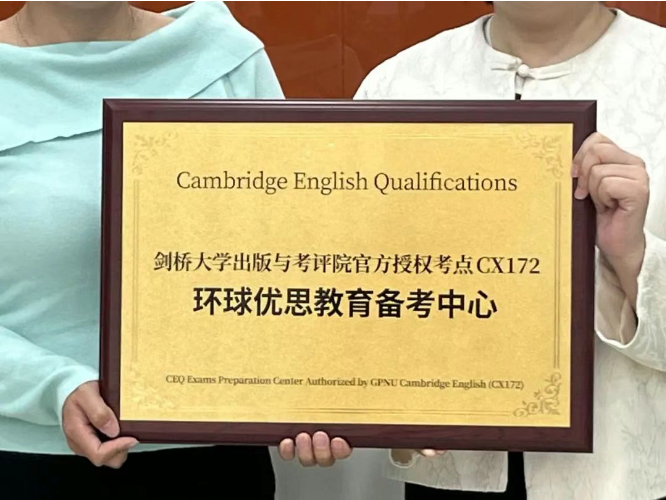 Cambridge English Qualifications
剑桥大学出版与考评院官方授权考点CX172
环球优思教育备考中心
CEQ Exams Preparation Center Authorized by GPNU Cambridge English (CX172)